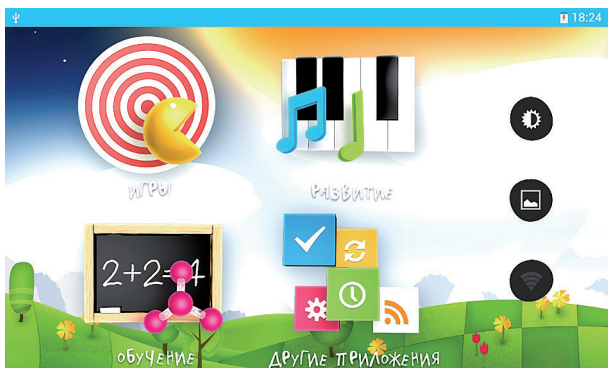 18:24
ИГРЫ
РАЗВИТИЕ
2+2=4
ОБУЧЕНИЕ
ДРУГИЕ ПРИЛОЖЕНИЯ